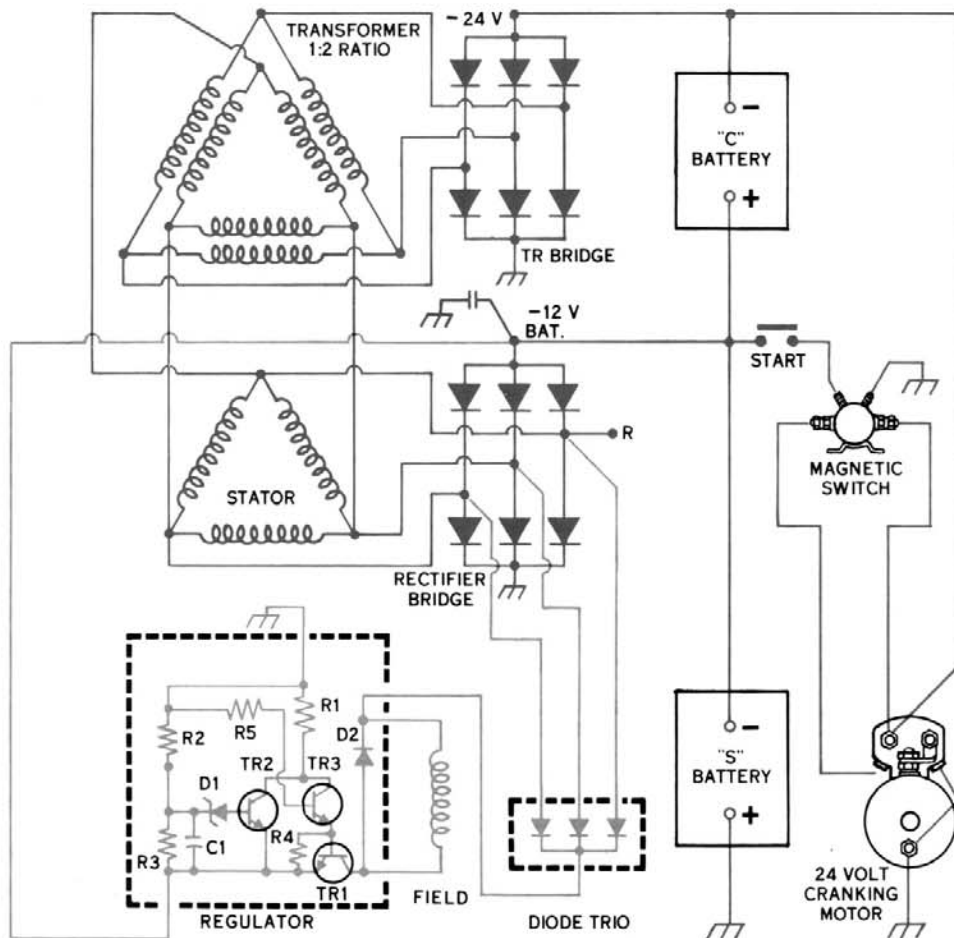 TRANSFORMER
1:2 RATIO
−24 V
−
"C"
BATTERY
+
TR BRIDGE
−12 V
BAT.
START
R
MAGNETIC
SWITCH
STATOR
RECTIFIER
BRIDGE
R1
R5
D2
R2
TR2
TR3
D1
R4
R3
C1
TR1
FIELD
REGULATOR
DIODE TRIO
−
"S"
BATTERY
+
24 VOLT
CRANKING
MOTOR